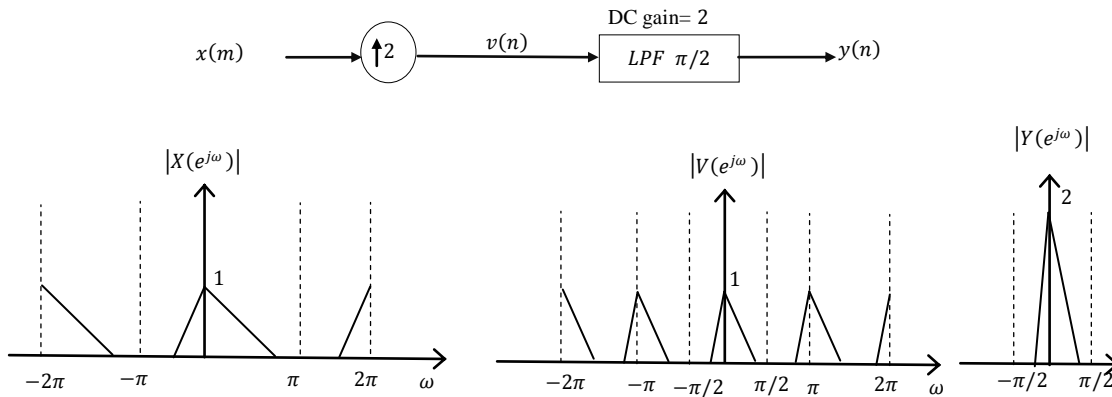 DC gain= 2
x(m)
2
v(n)
LPF π/2
y(n)
|X(e^{jω})|
1
−2π
−π
π
2π
ω
|V(e^{jω})|
1
−2π
−π
−π/2
π/2
π
2π
ω
|Y(e^{jω})|
2
−π/2
π/2